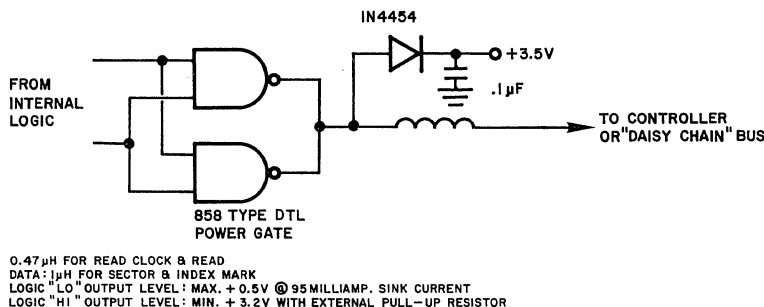 IN4454
+3.5V
.1µF
FROM
INTERNAL
LOGIC
TO CONTROLLER
OR"DAISY CHAIN" BUS
858 TYPE DTL
POWER GATE
0.47µH FOR READ CLOCK & READ
DATA: 1µH FOR SECTOR & INDEX MARK
LOGIC "LO" OUTPUT LEVEL: MAX. +0.5V @ 95 MILLIAMP. SINK CURRENT
LOGIC "HI" OUTPUT LEVEL: MIN. +3.2V WITH EXTERNAL PULL-UP RESISTOR